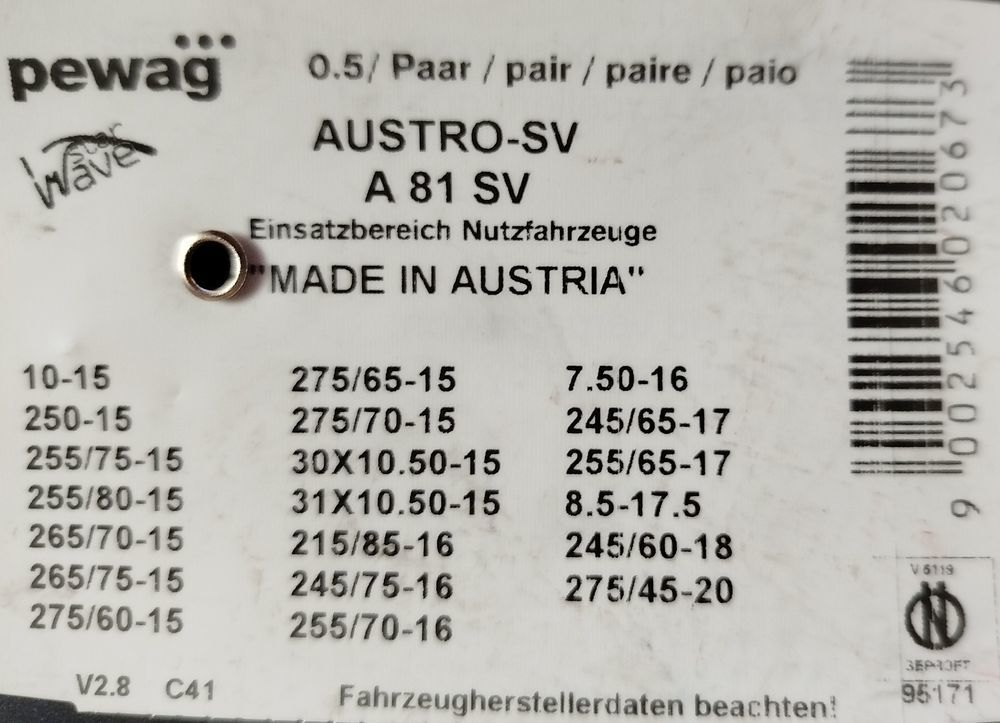 pewag
0.5/ Paar / pair / paire / paio
Star
Wave
AUSTRO-SV
A 81 SV
Einsatzbereich Nutzfahrzeuge
"MADE IN AUSTRIA"
10-15
250-15
255/75-15
255/80-15
265/70-15
265/75-15
275/60-15
275/65-15
275/70-15
30X10.50-15
31X10.50-15
215/85-16
245/75-16
255/70-16
7.50-16
245/65-17
255/65-17
8.5-17.5
245/60-18
275/45-20
9 002546 020673
V 5119
GEPRÜFT
95171
V2.8 C41
Fahrzeugherstellerdaten beachten!